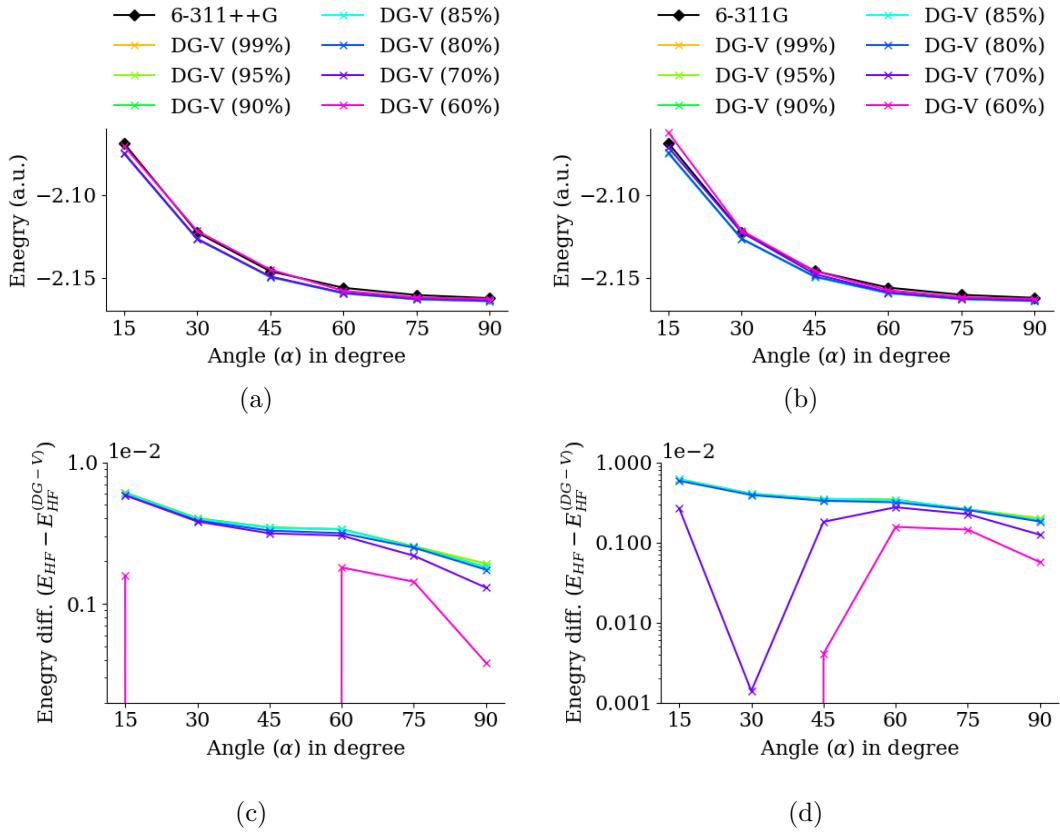 6-311++G
DG-V (99%)
DG-V (95%)
DG-V (90%)
DG-V (85%)
DG-V (80%)
DG-V (70%)
DG-V (60%)
Enegry (a.u.)
−2.10
−2.15
15 30 45 60 75 90
Angle (α) in degree
(a)
6-311G
DG-V (99%)
DG-V (95%)
DG-V (90%)
DG-V (85%)
DG-V (80%)
DG-V (70%)
DG-V (60%)
Enegry (a.u.)
−2.10
−2.15
15 30 45 60 75 90
Angle (α) in degree
(b)
1e−2
Enegry diff. (E_HF − E_HF^(DG−V))
1.0
0.1
15 30 45 60 75 90
Angle (α) in degree
(c)
1e−2
Enegry diff. (E_HF − E_HF^(DG−V))
1.000
0.100
0.010
0.001
15 30 45 60 75 90
Angle (α) in degree
(d)